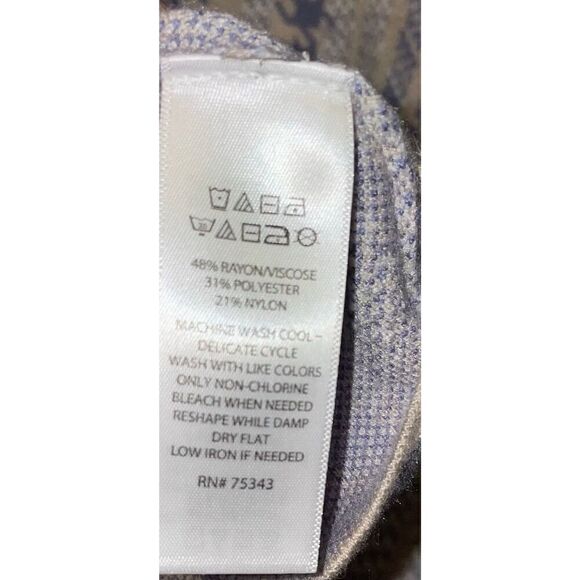 48% RAYON/VISCOSE
31% POLYESTER
21% NYLON
MACHINE WASH COOL –
DELICATE CYCLE
WASH WITH LIKE COLORS
ONLY NON-CHLORINE
BLEACH WHEN NEEDED
RESHAPE WHILE DAMP
DRY FLAT
LOW IRON IF NEEDED
RN# 75343